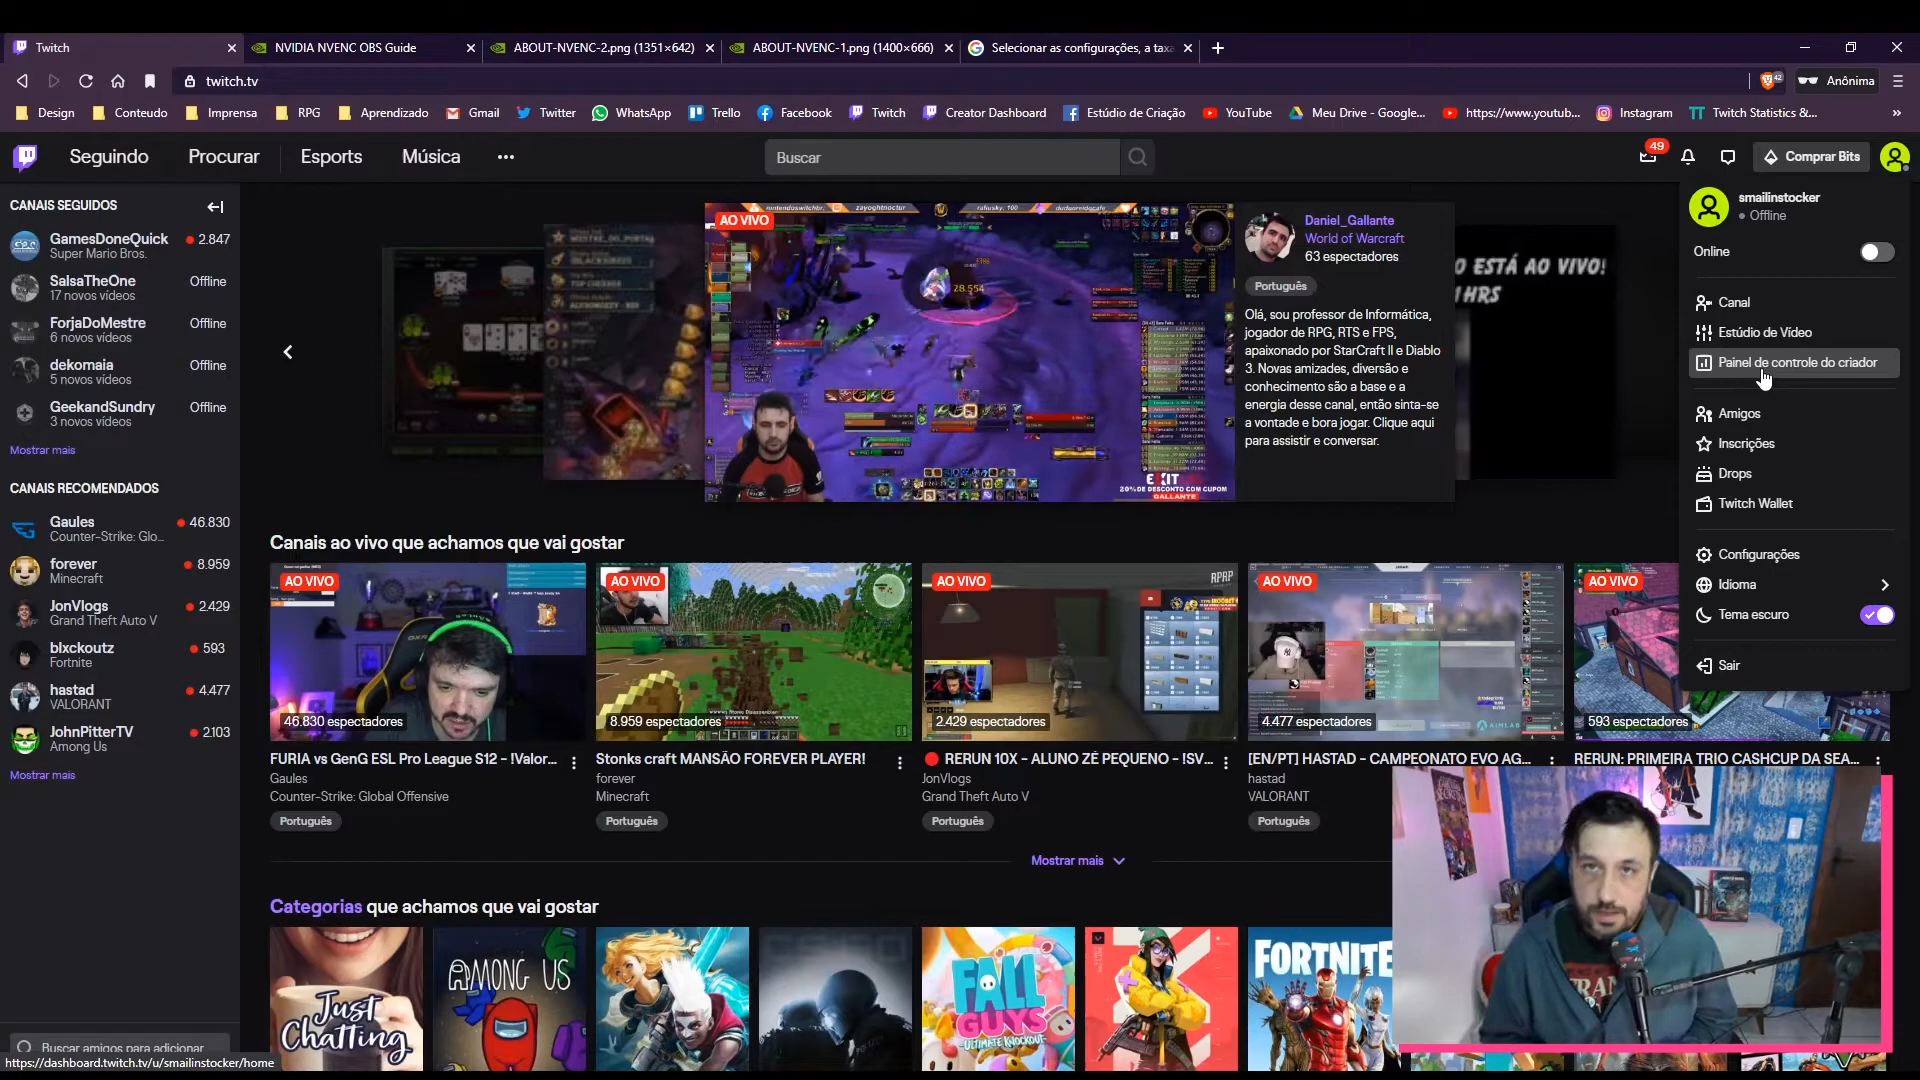 Twitch
NVIDIA NVENC OBS Guide
ABOUT-NVENC-2.png (1351×642)
ABOUT-NVENC-1.png (1400×666)
Selecionar as configurações, a taxa
twitch.tv
42
Anônima
Design
Conteudo
Imprensa
RPG
Aprendizado
Gmail
Twitter
WhatsApp
Trello
Facebook
Twitch
Creator Dashboard
Estúdio de Criação
YouTube
Meu Drive - Google...
https://www.youtub...
Instagram
Twitch Statistics &...
Seguindo
Procurar
Esports
Música
Buscar
49
Comprar Bits
CANAIS SEGUIDOS
GamesDoneQuick
2.847
Super Mario Bros.
SalsaTheOne
Offline
17 novos vídeos
ForjaDoMestre
Offline
6 novos vídeos
dekomaia
Offline
5 novos vídeos
GeekandSundry
Offline
3 novos vídeos
Mostrar mais
CANAIS RECOMENDADOS
Gaules
46.830
Counter-Strike: Glo...
forever
8.959
Minecraft
JonVlogs
2.429
Grand Theft Auto V
blxckoutz
593
Fortnite
hastad
4.477
VALORANT
JohnPitterTV
2.103
Among Us
Mostrar mais
Buscar amigos para adicionar
https://dashboard.twitch.tv/u/smailinstocker/home
AO VIVO
28.554
EXIT
20% DE DESCONTO COM CUPOM
GALLANTE
Daniel_Gallante
World of Warcraft
63 espectadores
Português
Olá, sou professor de Informática,
jogador de RPG, RTS e FPS,
apaixonado por StarCraft II e Diablo
3. Novas amizades, diversão e
conhecimento são a base e a
energia desse canal, então sinta-se
a vontade e bora jogar. Clique aqui
para assistir e conversar.
O ESTÁ AO VIVO!
1HRS
smailinstocker
Offline
Online
Canal
Estúdio de Vídeo
Painel de controle do criador
Amigos
Inscrições
Drops
Twitch Wallet
Configurações
Idioma
Tema escuro
Sair
Canais ao vivo que achamos que vai gostar
AO VIVO
46.830 espectadores
FURIA vs GenG ESL Pro League S12 - !Valor...
Gaules
Counter-Strike: Global Offensive
Português
AO VIVO
8.959 espectadores
Stonks craft MANSÃO FOREVER PLAYER!
forever
Minecraft
Português
AO VIVO
RPRP
2.429 espectadores
RERUN 10X - ALUNO ZÉ PEQUENO - !SV...
JonVlogs
Grand Theft Auto V
Português
AO VIVO
4.477 espectadores
AIMLAB
[EN/PT] HASTAD - CAMPEONATO EVO AG...
hastad
VALORANT
Português
AO VIVO
593 espectadores
RERUN: PRIMEIRA TRIO CASHCUP DA SEA...
Mostrar mais
Categorias que achamos que vai gostar
Just
Chatting
AMONG US
FALL
GUYS
ULTIMATE KNOCKOUT
FORTNITE